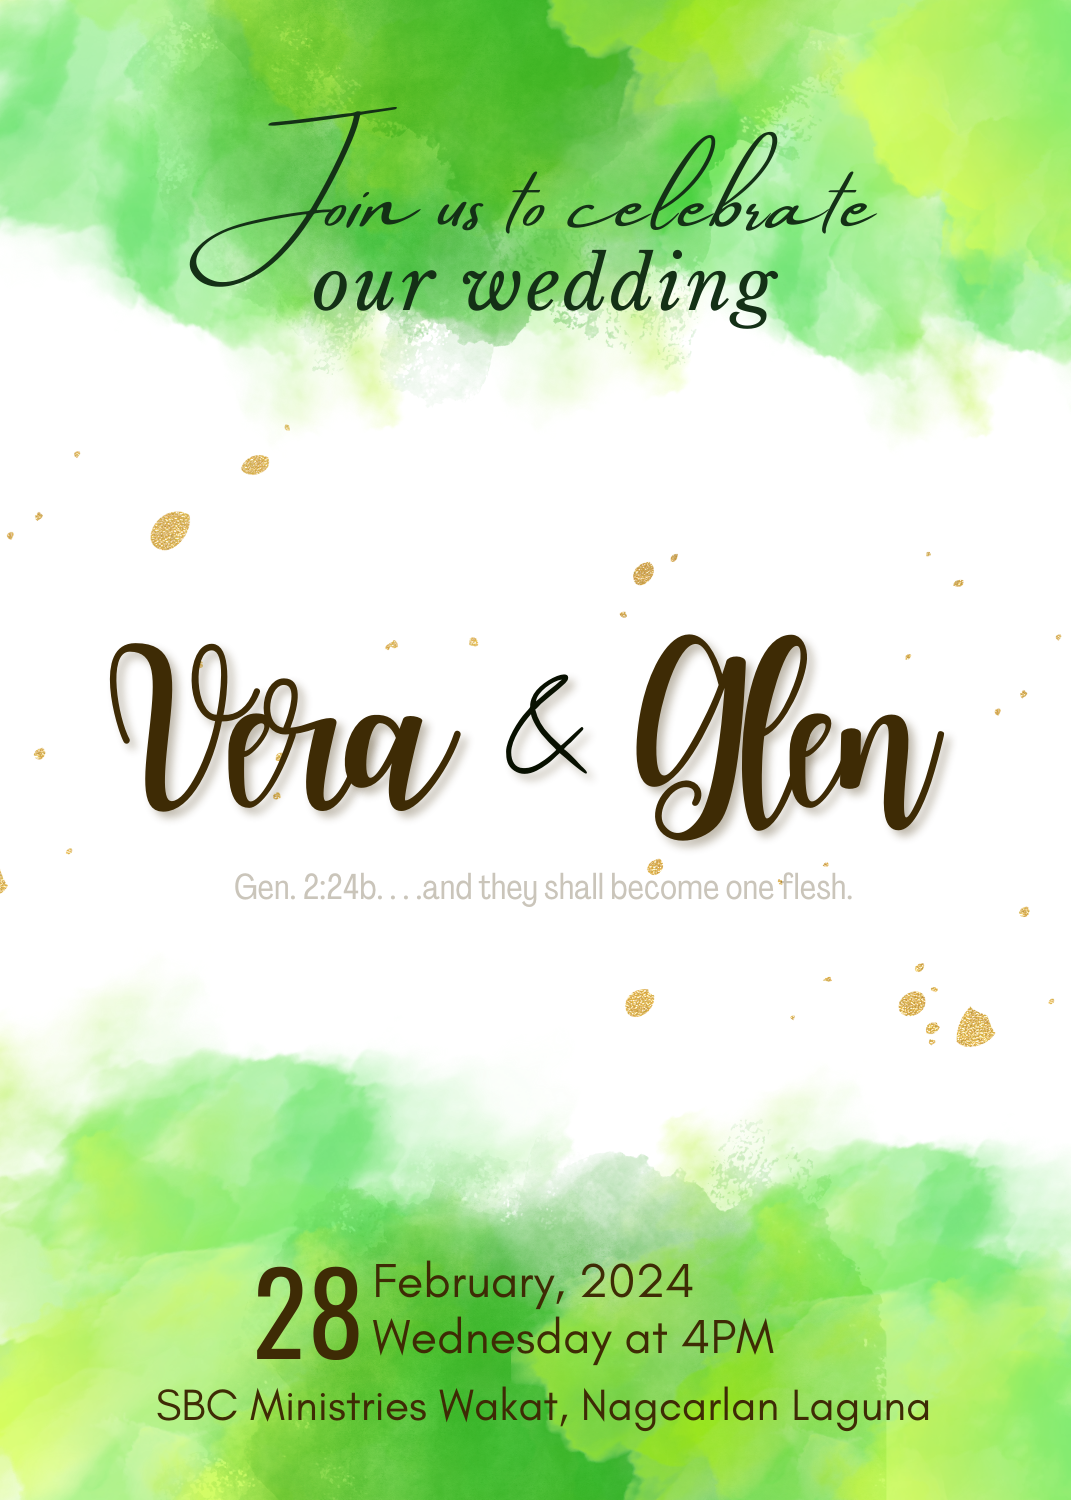 Join us to celebrate
our wedding
Vera & Glen
Gen. 2:24b. . . .and they shall become one flesh.
28 February, 2024
Wednesday at 4PM
SBC Ministries Wakat, Nagcarlan Laguna